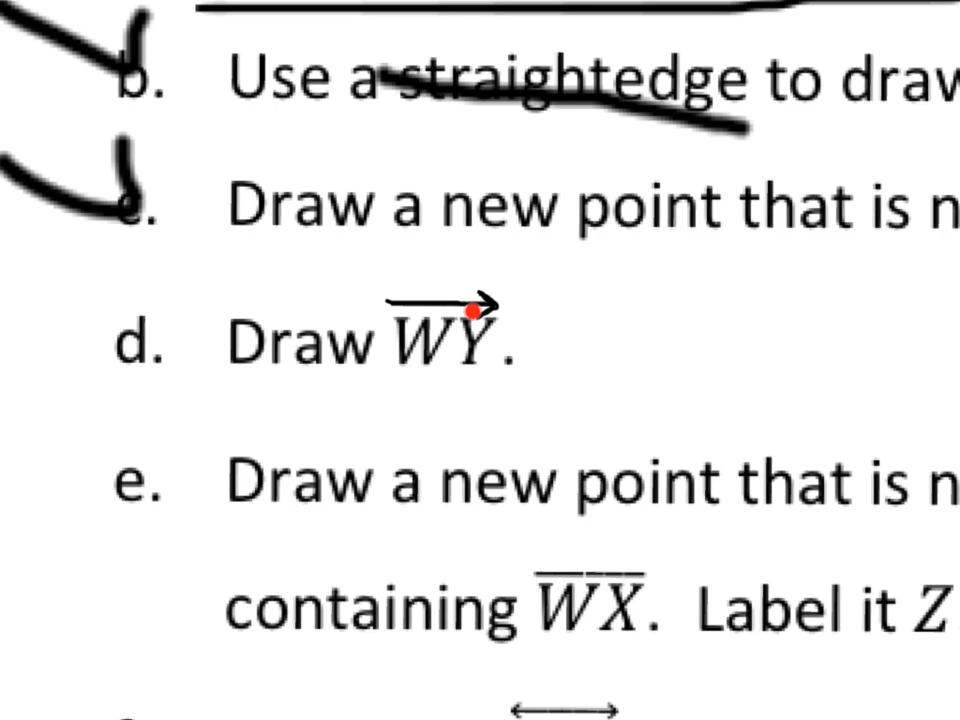 b. Use a straightedge to draw
c. Draw a new point that is n
d. Draw WY.
e. Draw a new point that is n
containing WX. Label it Z